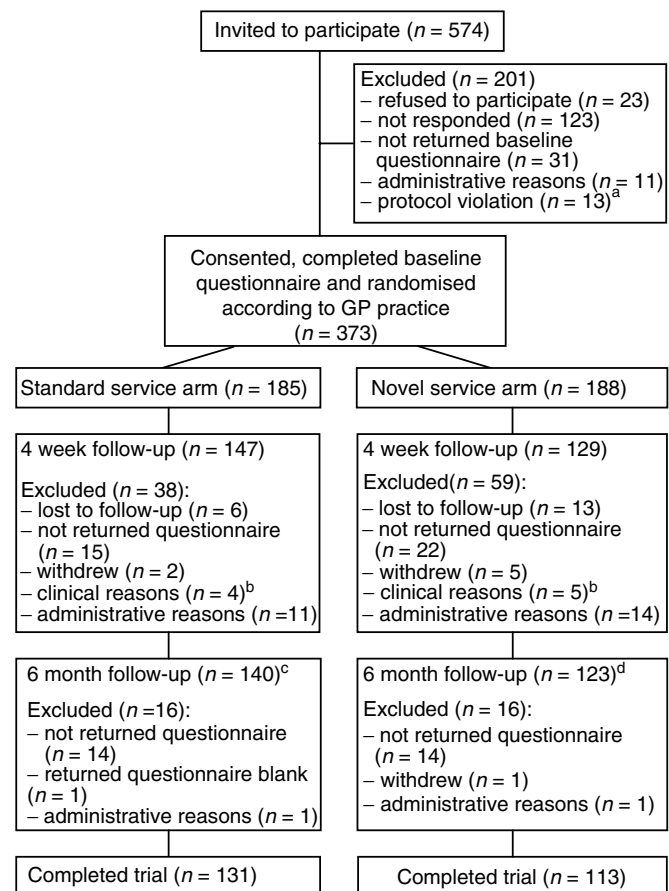 Invited to participate (n = 574)
Excluded (n = 201)
– refused to participate (n = 23)
– not responded (n = 123)
– not returned baseline
questionnaire (n = 31)
– administrative reasons (n = 11)
– protocol violation (n = 13)a
Consented, completed baseline
questionnaire and randomised
according to GP practice
(n = 373)
Standard service arm (n = 185)
4 week follow-up (n = 147)
Excluded (n = 38):
– lost to follow-up (n = 6)
– not returned questionnaire
(n = 15)
– withdrew (n = 2)
– clinical reasons (n = 4)b
– administrative reasons (n =11)
6 month follow-up (n = 140)c
Excluded (n =16):
– not returned questionnaire
(n = 14)
– returned questionnaire blank
(n = 1)
– administrative reasons (n = 1)
Completed trial (n = 131)
Novel service arm (n = 188)
4 week follow-up (n = 129)
Excluded(n = 59):
– lost to follow-up (n = 13)
– not returned questionnaire
(n = 22)
– withdrew (n = 5)
– clinical reasons (n = 5)b
– administrative reasons (n =14)
6 month follow-up (n = 123)d
Excluded (n = 16):
– not returned questionnaire
(n = 14)
– withdrew (n = 1)
– administrative reasons (n = 1)
Completed trial (n = 113)